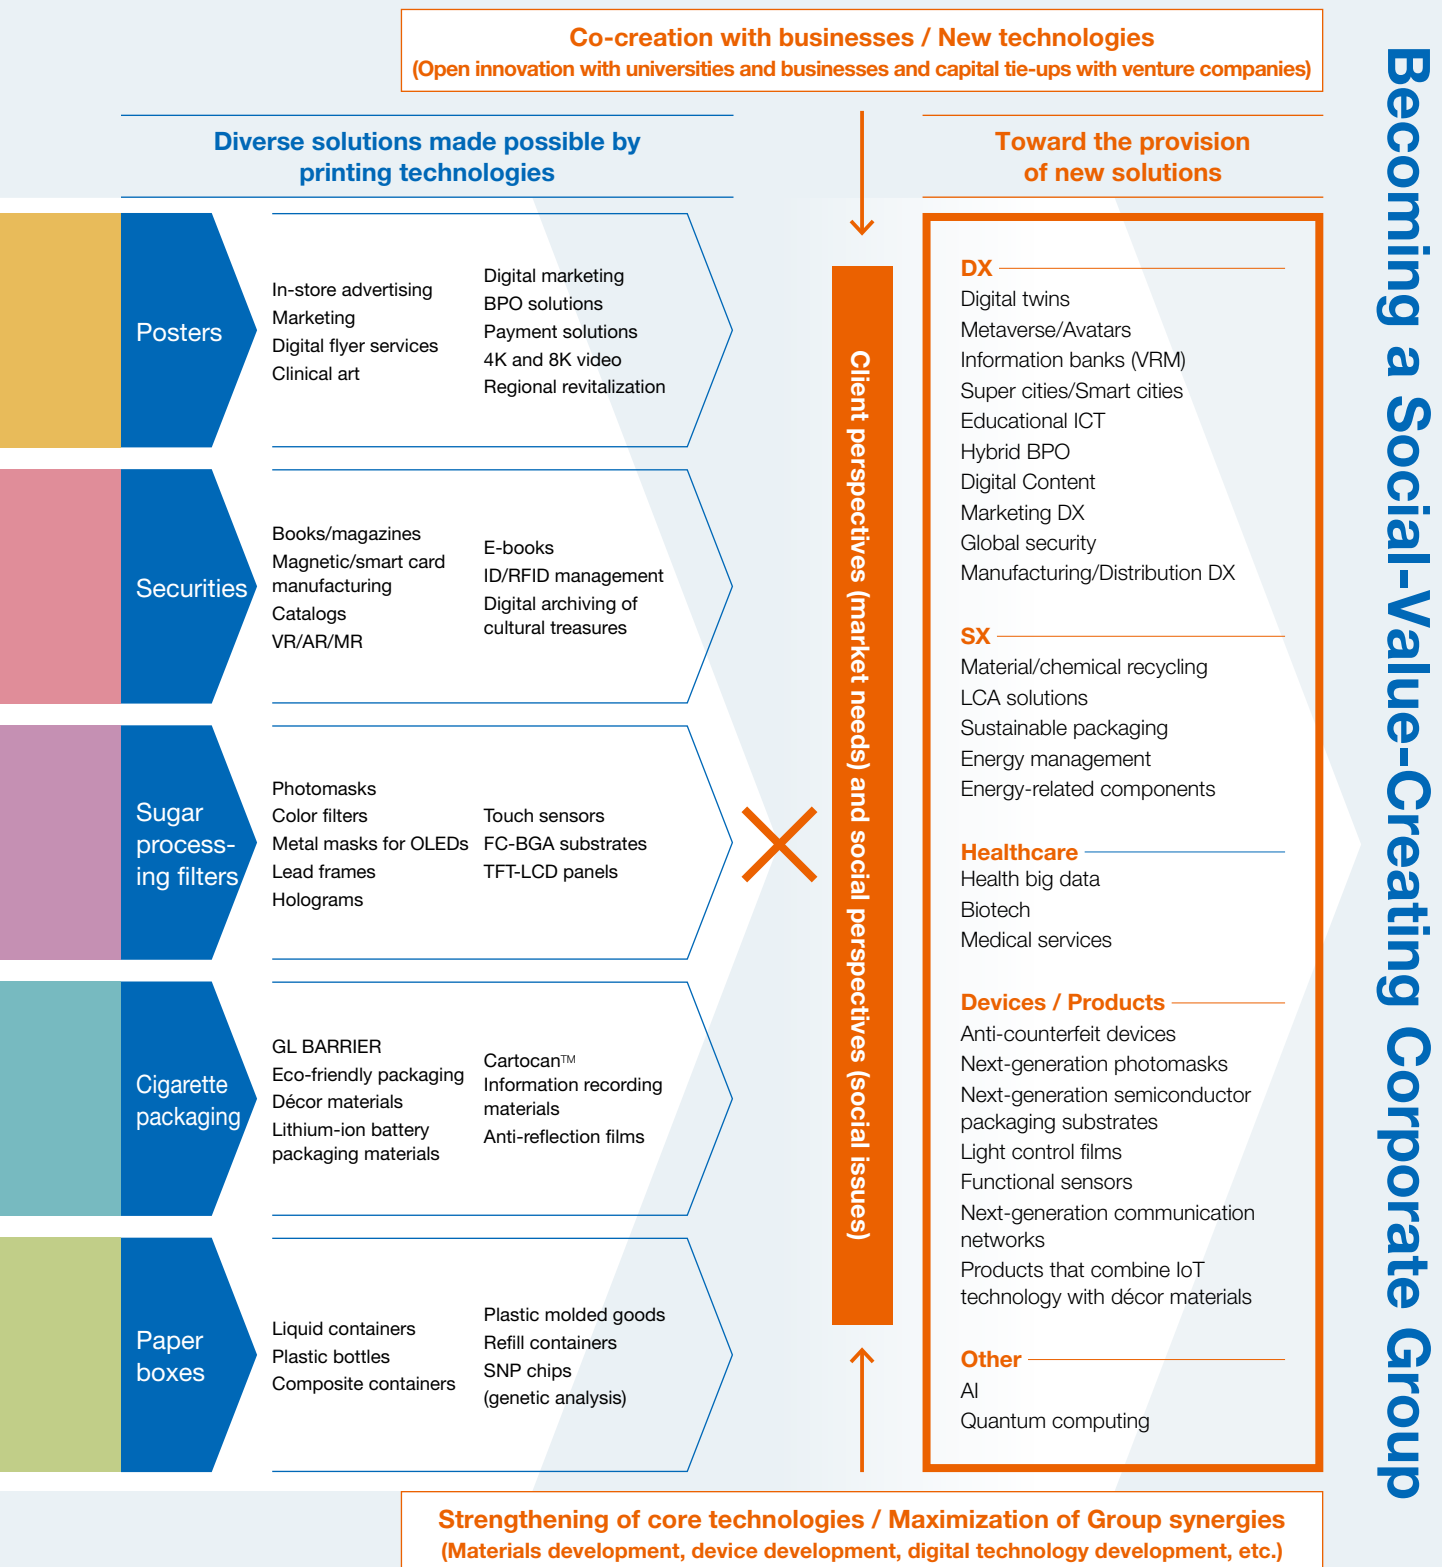 Co-creation with businesses / New technologies
(Open innovation with universities and businesses and capital tie-ups with venture companies)
Diverse solutions made possible by
printing technologies
Posters
In-store advertising
Marketing
Digital flyer services
Clinical art
Digital marketing
BPO solutions
Payment solutions
4K and 8K video
Regional revitalization
Securities
Books/magazines
Magnetic/smart card
manufacturing
Catalogs
VR/AR/MR
E-books
ID/RFID management
Digital archiving of
cultural treasures
Sugar
process-
ing filters
Photomasks
Color filters
Metal masks for OLEDs
Lead frames
Holograms
Touch sensors
FC-BGA substrates
TFT-LCD panels
Cigarette
packaging
GL BARRIER
Eco-friendly packaging
Décor materials
Lithium-ion battery
packaging materials
Cartocan™
Information recording
materials
Anti-reflection films
Paper
boxes
Liquid containers
Plastic bottles
Composite containers
Plastic molded goods
Refill containers
SNP chips
(genetic analysis)
Client perspectives (market needs) and social perspectives (social issues)
Toward the provision
of new solutions
DX
Digital twins
Metaverse/Avatars
Information banks (VRM)
Super cities/Smart cities
Educational ICT
Hybrid BPO
Digital Content
Marketing DX
Global security
Manufacturing/Distribution DX
SX
Material/chemical recycling
LCA solutions
Sustainable packaging
Energy management
Energy-related components
Healthcare
Health big data
Biotech
Medical services
Devices / Products
Anti-counterfeit devices
Next-generation photomasks
Next-generation semiconductor
packaging substrates
Light control films
Functional sensors
Next-generation communication
networks
Products that combine IoT
technology with décor materials
Other
AI
Quantum computing
Strengthening of core technologies / Maximization of Group synergies
(Materials development, device development, digital technology development, etc.)
Becoming a Social-Value-Creating Corporate Group